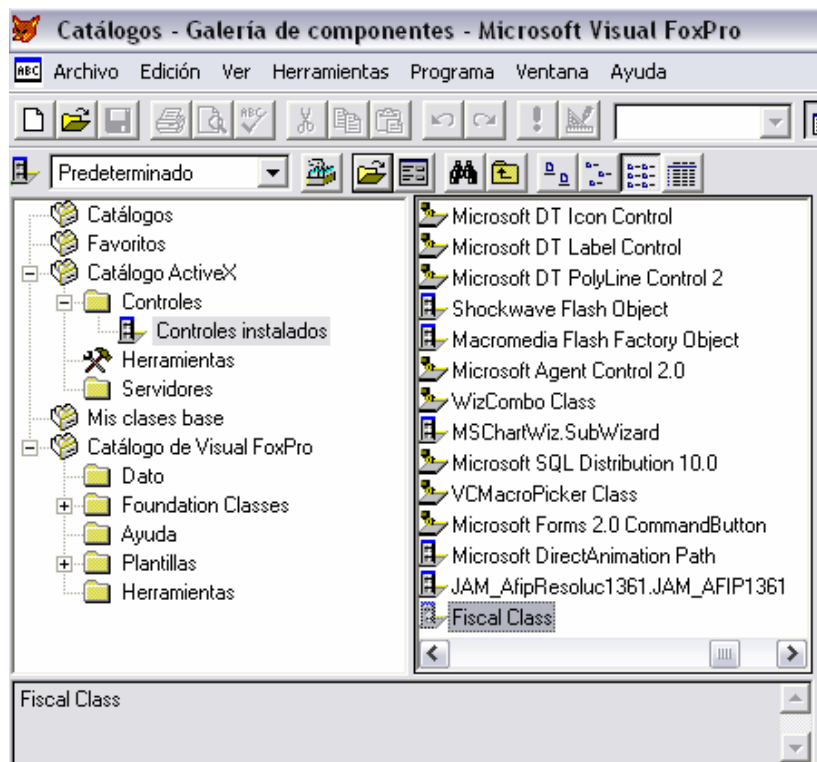 Catálogos - Galería de componentes - Microsoft Visual FoxPro
ABC Archivo Edición Ver Herramientas Programa Ventana Ayuda
ABC
Predeterminado
Catálogos
Favoritos
Catálogo ActiveX
Controles
Controles instalados
Herramientas
Servidores
Mis clases base
Catálogo de Visual FoxPro
Dato
Foundation Classes
Ayuda
Plantillas
Herramientas
Microsoft DT Icon Control
Microsoft DT Label Control
Microsoft DT PolyLine Control 2
Shockwave Flash Object
Macromedia Flash Factory Object
Microsoft Agent Control 2.0
WizCombo Class
MSChartWiz.SubWizard
Microsoft SQL Distribution 10.0
VCMacroPicker Class
Microsoft Forms 2.0 CommandButton
Microsoft DirectAnimation Path
JAM_AfipResoluc1361.JAM_AFIP1361
Fiscal Class
Fiscal Class